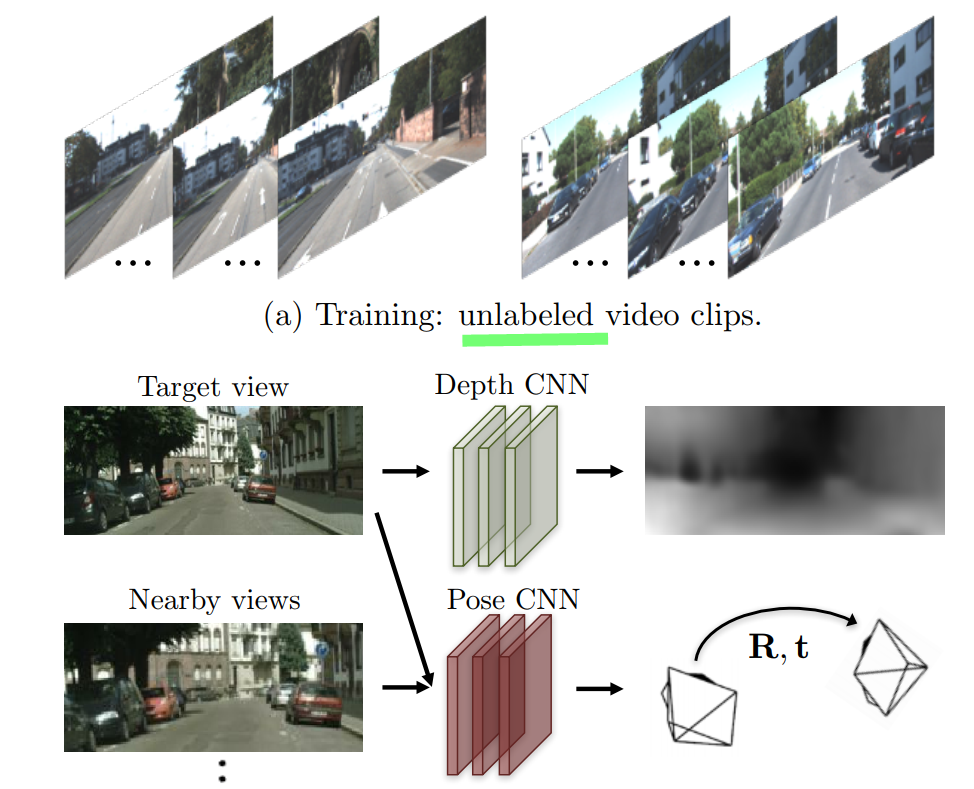 (a) Training: unlabeled video clips.
Target view
Depth CNN
Nearby views
Pose CNN
R, t